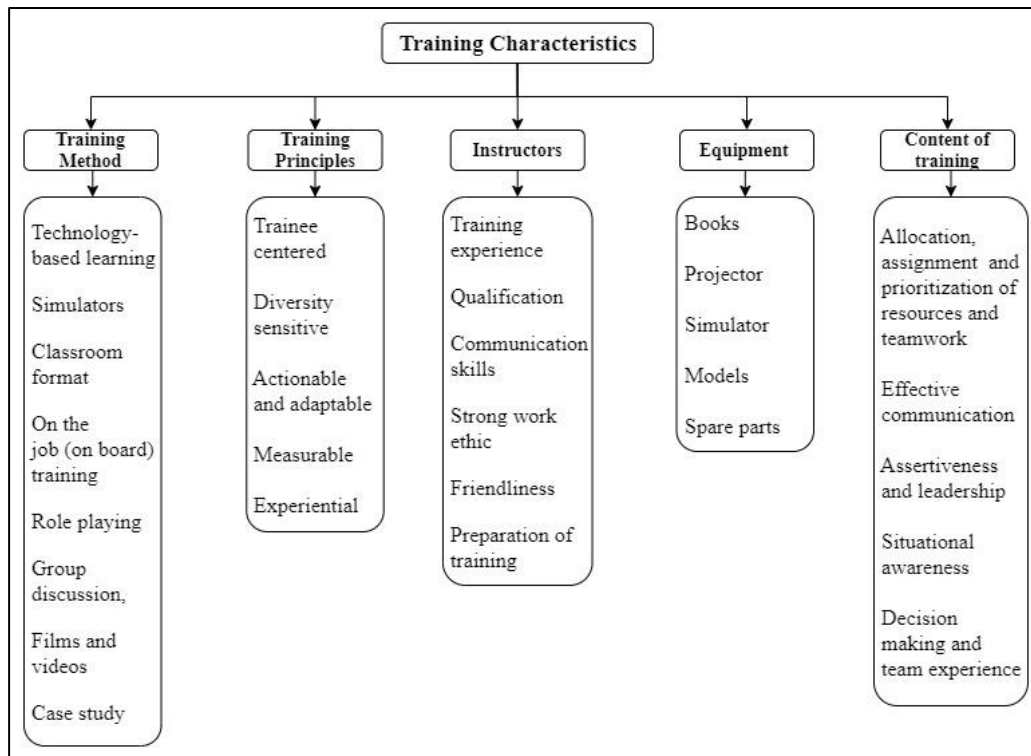 Training Characteristics
Training
Method
Technology-
based learning
Simulators
Classroom
format
On the
job (on board)
training
Role playing
Group
discussion,
Films and
videos
Case study
Training
Principles
Trainee
centered
Diversity
sensitive
Actionable
and adaptable
Measurable
Experiential
Instructors
Training
experience
Qualification
Communication
skills
Strong work
ethic
Friendliness
Preparation of
training
Equipment
Books
Projector
Simulator
Models
Spare parts
Content of
training
Allocation,
assignment and
prioritization of
resources and
teamwork
Effective
communication
Assertiveness
and leadership
Situational
awareness
Decision
making and
team experience